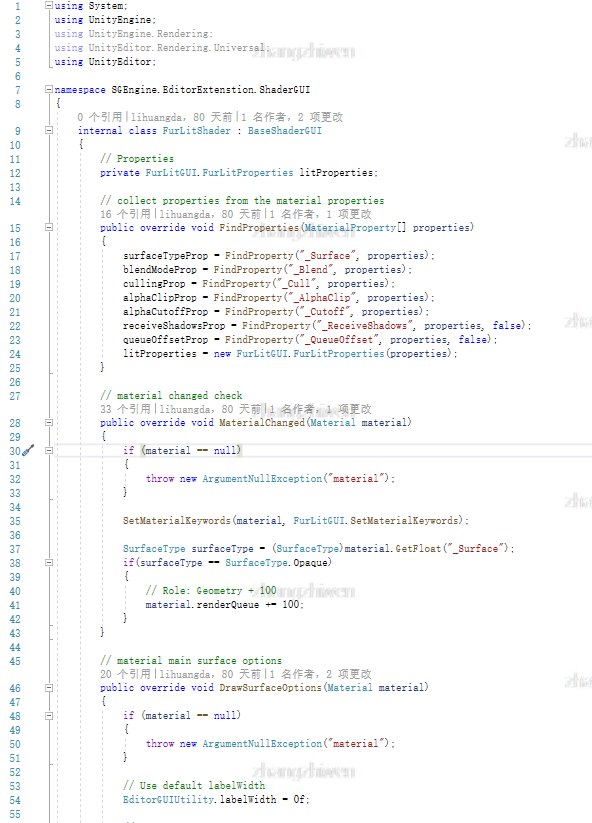 1 using System;
2 using UnityEngine;
3 using UnityEngine.Rendering;
4 using UnityEditor.Rendering.Universal;
5 using UnityEditor;
6
7 namespace SGEngine.EditorExtenstion.ShaderGUI
8 {
0 个引用|lihuangda，80 天前|1 名作者，2 项更改
9 internal class FurLitShader : BaseShaderGUI
10 {
11 // Properties
12 private FurLitGUI.FurLitProperties litProperties;
13
14 // collect properties from the material properties
16 个引用|lihuangda，80 天前|1 名作者，1 项更改
15 public override void FindProperties(MaterialProperty[] properties)
16 {
17 surfaceTypeProp = FindProperty("_Surface", properties);
18 blendModeProp = FindProperty("_Blend", properties);
19 cullingProp = FindProperty("_Cull", properties);
20 alphaClipProp = FindProperty("_AlphaClip", properties);
21 alphaCutoffProp = FindProperty("_Cutoff", properties);
22 receiveShadowsProp = FindProperty("_ReceiveShadows", properties, false);
23 queueOffsetProp = FindProperty("_QueueOffset", properties, false);
24 litProperties = new FurLitGUI.FurLitProperties(properties);
25 }
26
27 // material changed check
33 个引用|lihuangda，80 天前|1 名作者，1 项更改
28 public override void MaterialChanged(Material material)
29 {
30 if (material == null)
31 {
32 throw new ArgumentNullException("material");
33 }
34
35 SetMaterialKeywords(material, FurLitGUI.SetMaterialKeywords);
36
37 SurfaceType surfaceType = (SurfaceType)material.GetFloat("_Surface");
38 if(surfaceType == SurfaceType.Opaque)
39 {
40 // Role: Geometry + 100
41 material.renderQueue += 100;
42 }
43 }
44
45 // material main surface options
20 个引用|lihuangda，80 天前|1 名作者，2 项更改
46 public override void DrawSurfaceOptions(Material material)
47 {
48 if (material == null)
49 {
50 throw new ArgumentNullException("material");
51 }
52
53 // Use default labelWidth
54 EditorGUIUtility.labelWidth = 0f;
55
zhangzhiwen
zhangzhiwen
zhangzhiwen
zhangzhiwen
zhangzhiwen